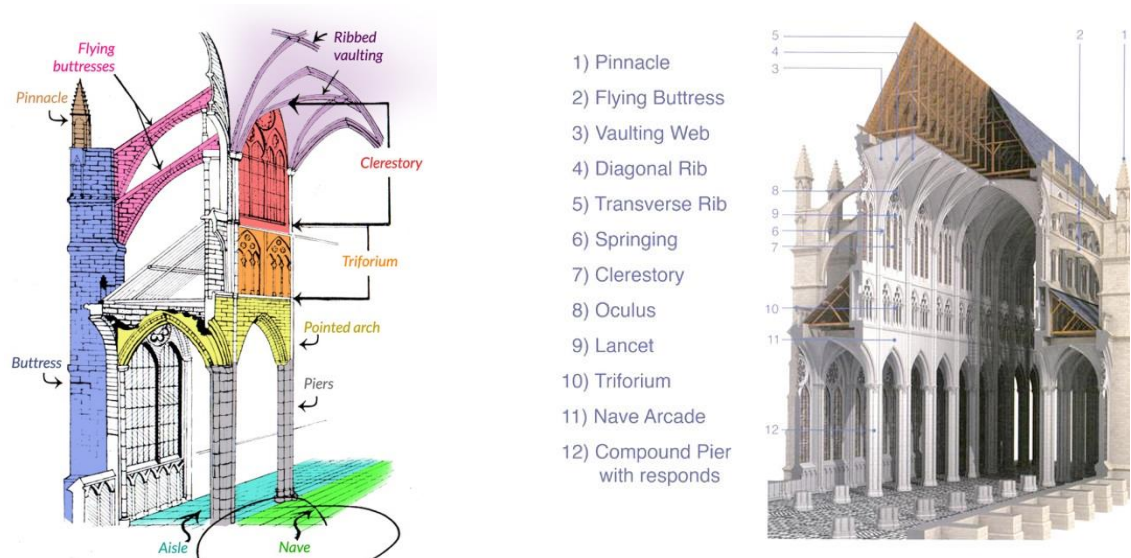 Ribbed
vaulting
Flying
buttresses
Pinnacle
Clerestory
Triforium
Pointed arch
Buttress
Piers
Aisle
Nave
1) Pinnacle
2) Flying Buttress
3) Vaulting Web
4) Diagonal Rib
5) Transverse Rib
6) Springing
7) Clerestory
8) Oculus
9) Lancet
10) Triforium
11) Nave Arcade
12) Compound Pier
with responds
5
4
3
2
1
8
9
6
7
10
11
12